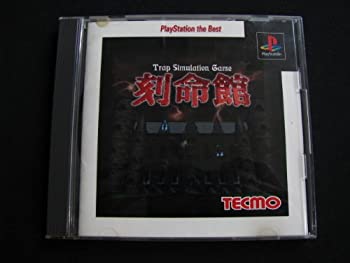 PlayStation the Best
PlayStation
Trap Simulation Game
刻命館
TECMO